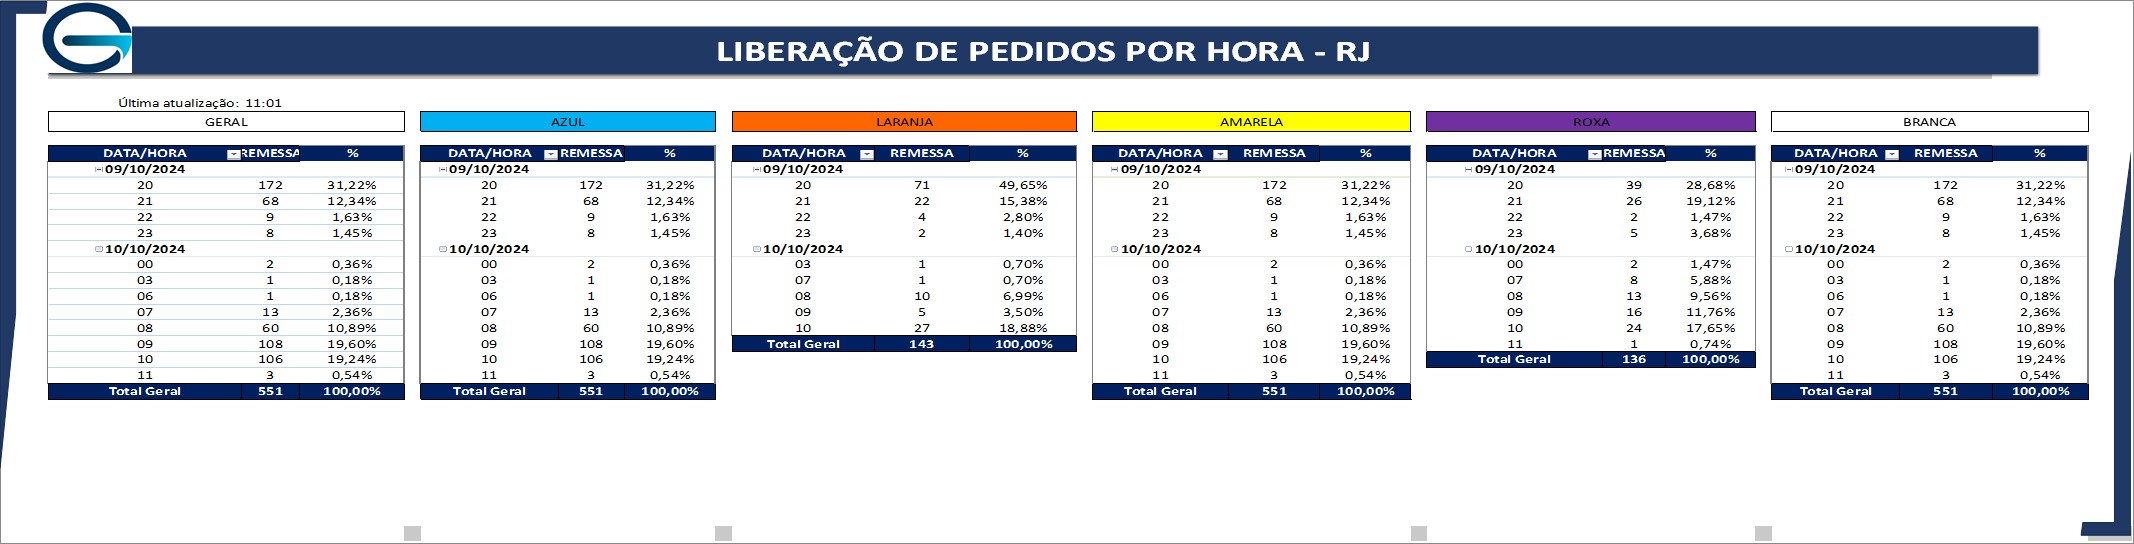 LIBERAÇÃO DE PEDIDOS POR HORA - RJ
Última atualização: 11:01
GERAL
DATA/HORA REMESSA %
09/10/2024
20 172 31,22%
21 68 12,34%
22 9 1,63%
23 8 1,45%
10/10/2024
00 2 0,36%
03 1 0,18%
06 1 0,18%
07 13 2,36%
08 60 10,89%
09 108 19,60%
10 106 19,24%
11 3 0,54%
Total Geral 551 100,00%
AZUL
DATA/HORA REMESSA %
09/10/2024
20 172 31,22%
21 68 12,34%
22 9 1,63%
23 8 1,45%
10/10/2024
00 2 0,36%
03 1 0,18%
06 1 0,18%
07 13 2,36%
08 60 10,89%
09 108 19,60%
10 106 19,24%
11 3 0,54%
Total Geral 551 100,00%
LARANJA
DATA/HORA REMESSA %
09/10/2024
20 71 49,65%
21 22 15,38%
22 4 2,80%
23 2 1,40%
10/10/2024
03 1 0,70%
07 1 0,70%
08 10 6,99%
09 5 3,50%
10 27 18,88%
Total Geral 143 100,00%
AMARELA
DATA/HORA REMESSA %
09/10/2024
20 172 31,22%
21 68 12,34%
22 9 1,63%
23 8 1,45%
10/10/2024
00 2 0,36%
03 1 0,18%
06 1 0,18%
07 13 2,36%
08 60 10,89%
09 108 19,60%
10 106 19,24%
11 3 0,54%
Total Geral 551 100,00%
ROXA
DATA/HORA REMESSA %
09/10/2024
20 39 28,68%
21 26 19,12%
22 2 1,47%
23 5 3,68%
10/10/2024
00 2 1,47%
07 8 5,88%
08 13 9,56%
09 16 11,76%
10 24 17,65%
11 1 0,74%
Total Geral 136 100,00%
BRANCA
DATA/HORA REMESSA %
09/10/2024
20 172 31,22%
21 68 12,34%
22 9 1,63%
23 8 1,45%
10/10/2024
00 2 0,36%
03 1 0,18%
06 1 0,18%
07 13 2,36%
08 60 10,89%
09 108 19,60%
10 106 19,24%
11 3 0,54%
Total Geral 551 100,00%